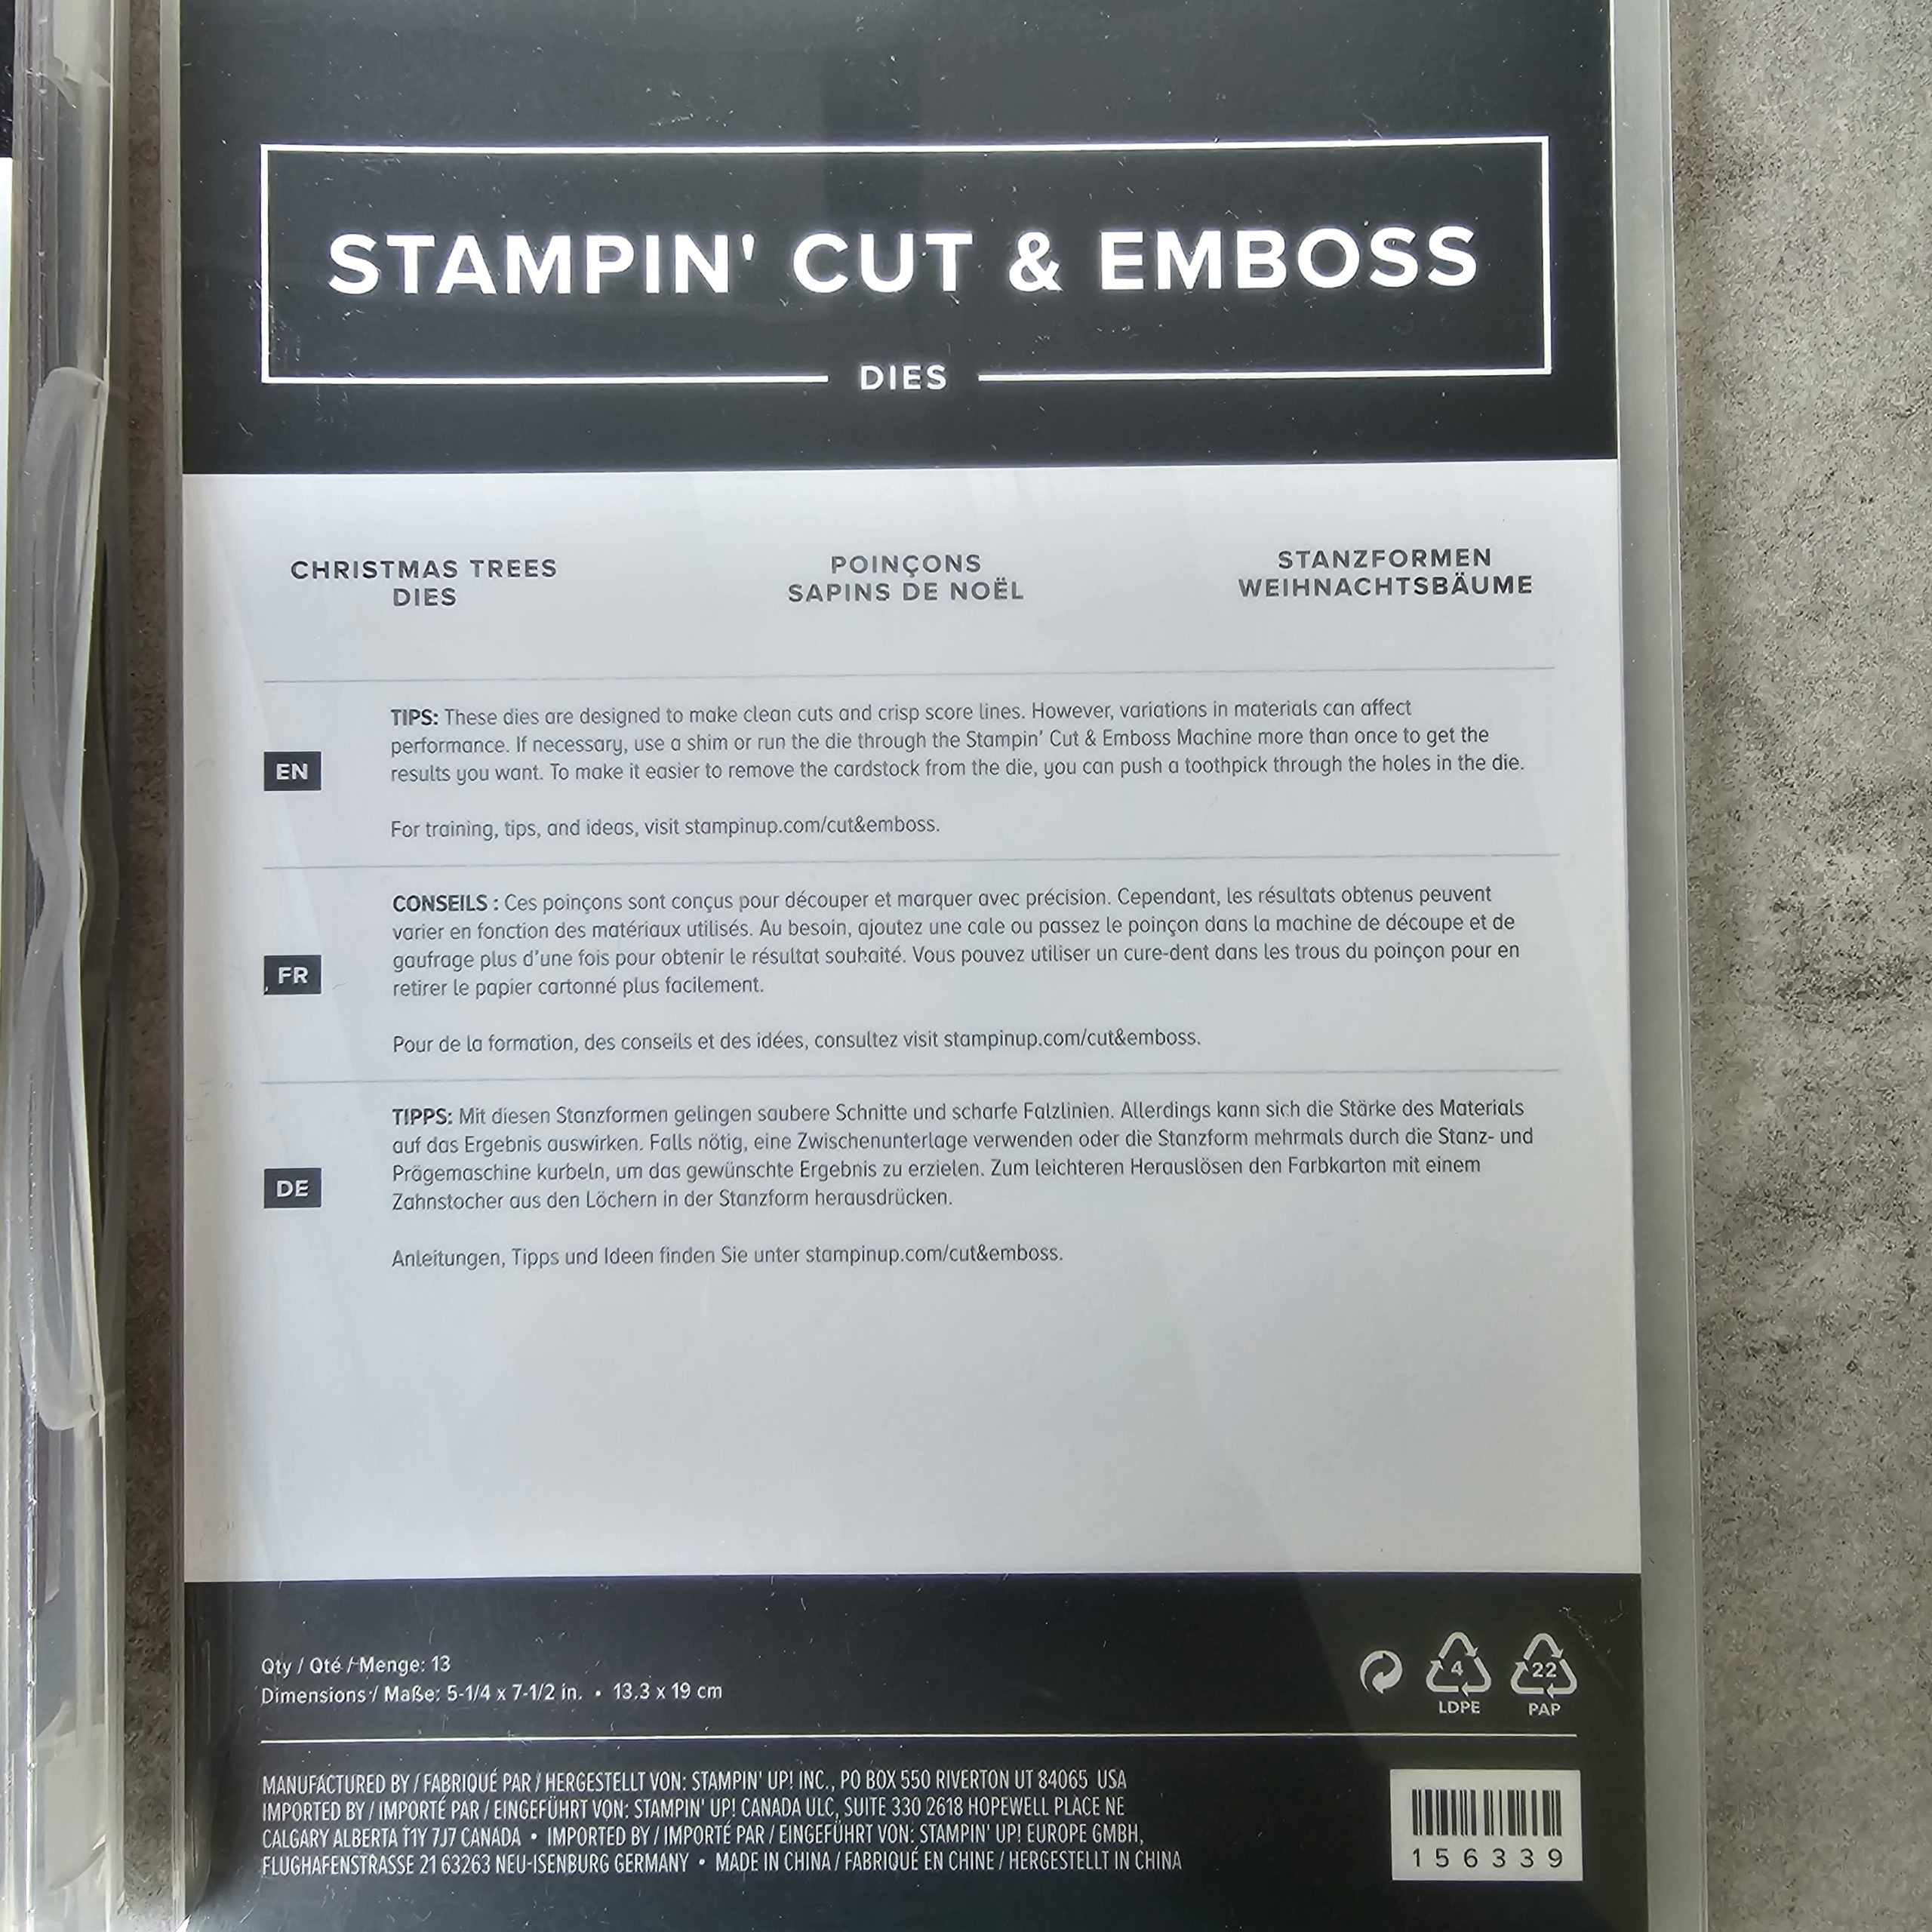 STAMPIN' CUT & EMBOSS
DIES
CHRISTMAS TREES
DIES
POINÇONS
SAPINS DE NOËL
STANZFORMEN
WEIHNACHTSBÄUME
EN
TIPS: These dies are designed to make clean cuts and crisp score lines. However, variations in materials can affect
performance. If necessary, use a shim or run the die through the Stampin' Cut & Emboss Machine more than once to get the
results you want. To make it easier to remove the cardstock from the die, you can push a toothpick through the holes in the die.
For training, tips, and ideas, visit stampinup.com/cut&emboss.
FR
CONSEILS : Ces poinçons sont conçus pour découper et marquer avec précision. Cependant, les résultats obtenus peuvent
varier en fonction des matériaux utilisés. Au besoin, ajoutez une cale ou passez le poinçon dans la machine de découpe et de
gaufrage plus d'une fois pour obtenir le résultat souhaité. Vous pouvez utiliser un cure-dent dans les trous du poinçon pour en
retirer le papier cartonné plus facilement.
Pour de la formation, des conseils et des idées, consultez visit stampinup.com/cut&emboss.
DE
TIPPS: Mit diesen Stanzformen gelingen saubere Schnitte und scharfe Falzlinien. Allerdings kann sich die Stärke des Materials
auf das Ergebnis auswirken. Falls nötig, eine Zwischenunterlage verwenden oder die Stanzform mehrmals durch die Stanz- und
Prägemaschine kurbeln, um das gewünschte Ergebnis zu erzielen. Zum leichteren Herauslösen den Farbkarton mit einem
Zahnstocher aus den Löchern in der Stanzform herausdrücken.
Anleitungen, Tipps und Ideen finden Sie unter stampinup.com/cut&emboss.
Qty / Qté / Menge: 13
Dimensions / Maße: 5-1/4 x 7-1/2 in. • 13.3 x 19 cm
4
LDPE
22
PAP
MANUFACTURED BY / FABRIQUÉ PAR / HERGESTELLT VON: STAMPIN' UP! INC., PO BOX 550 RIVERTON UT 84065 USA
IMPORTED BY / IMPORTÉ PAR / EINGEFÜHRT VON: STAMPIN' UP! CANADA ULC, SUITE 330 2618 HOPEWELL PLACE NE
CALGARY ALBERTA T1Y 7J7 CANADA • IMPORTED BY / IMPORTÉ PAR / EINGEFÜHRT VON: STAMPIN' UP! EUROPE GMBH,
FLUGHAFENSTRASSE 21 63263 NEU-ISENBURG GERMANY • MADE IN CHINA / FABRIQUÉ EN CHINE / HERGESTELLT IN CHINA
156339